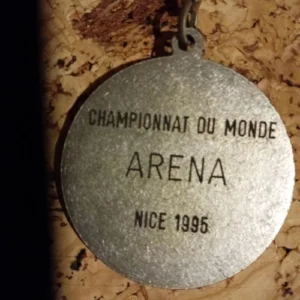 CHAMPIONNAT DU MONDE
ARENA
NICE 1995